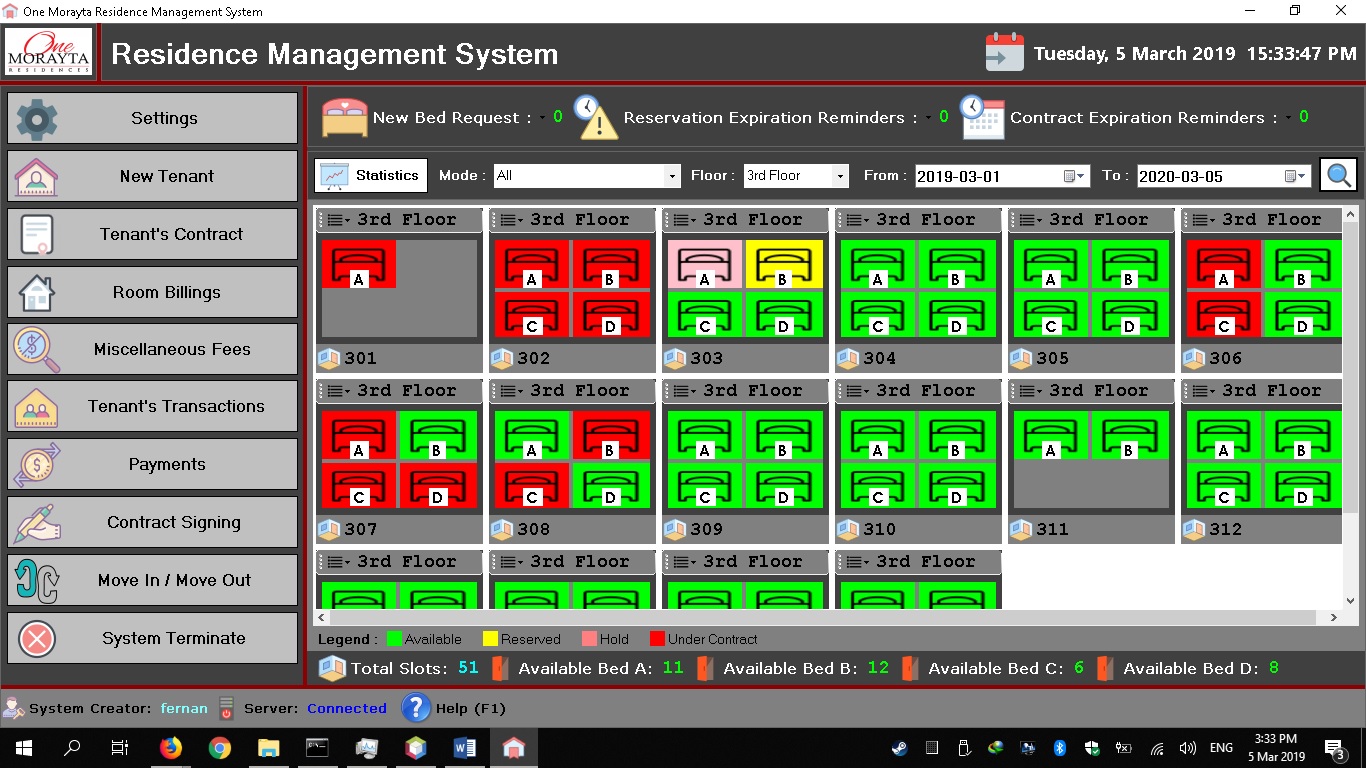 One Morayta Residence Management System
One
MORAYTA
RESIDENCES
Residence Management System
Tuesday, 5 March 2019 15:33:47 PM
Settings
New Tenant
Tenant's Contract
Room Billings
Miscellaneous Fees
Tenant's Transactions
Payments
Contract Signing
Move In / Move Out
System Terminate
New Bed Request : 0
Reservation Expiration Reminders : 0
Contract Expiration Reminders : 0
Statistics Mode : All Floor : 3rd Floor From : 2019-03-01 To : 2020-03-05
3rd Floor 3rd Floor 3rd Floor 3rd Floor 3rd Floor 3rd Floor
A A B A B A B A B A B
C D C D C D C D C D
301 302 303 304 305 306
3rd Floor 3rd Floor 3rd Floor 3rd Floor 3rd Floor 3rd Floor
A B A B A B A B A B A B
C D C D C D C D C D
307 308 309 310 311 312
3rd Floor 3rd Floor 3rd Floor 3rd Floor
Legend : Available Reserved Hold Under Contract
Total Slots: 51 Available Bed A: 11 Available Bed B: 12 Available Bed C: 6 Available Bed D: 8
System Creator: fernan Server: Connected Help (F1)
ENG
3:33 PM
5 Mar 2019
3